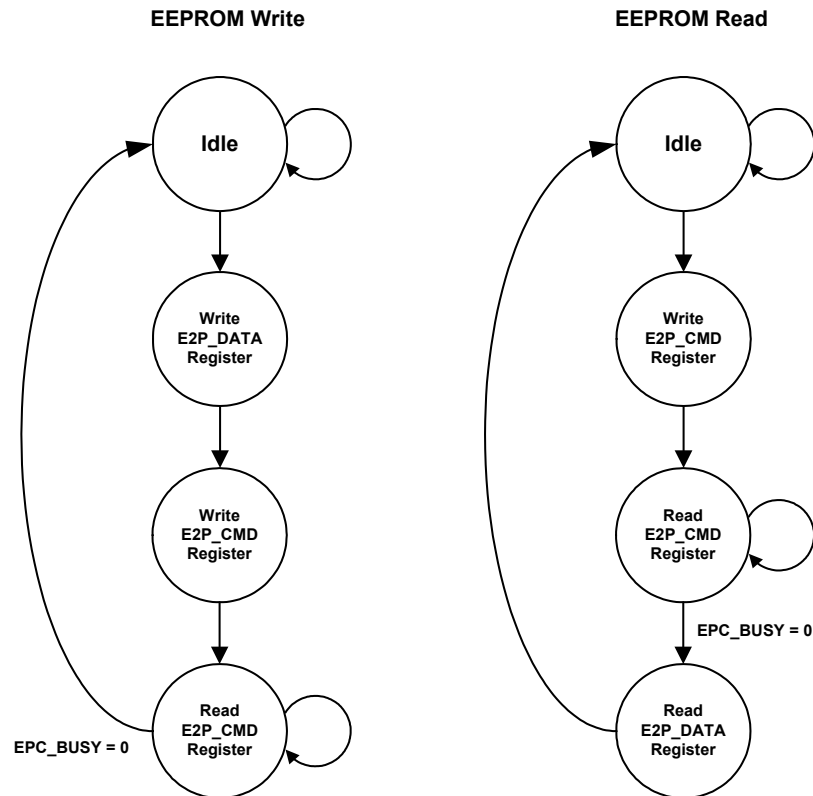 EEPROM Write
Idle
Write
E2P_DATA
Register
Write
E2P_CMD
Register
Read
E2P_CMD
Register
EPC_BUSY = 0
EEPROM Read
Idle
Write
E2P_CMD
Register
Read
E2P_CMD
Register
EPC_BUSY = 0
Read
E2P_DATA
Register